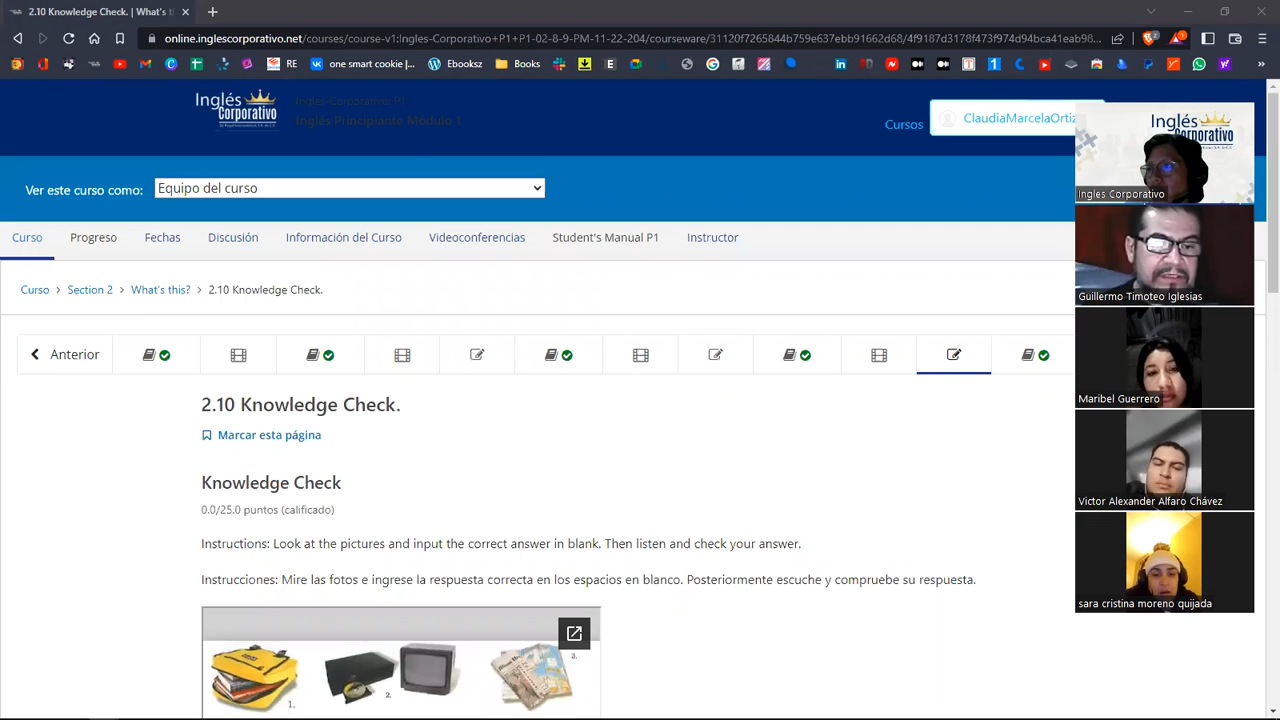 2.10 Knowledge Check. | What's t
online.inglescorporativo.net/courses/course-v1:Ingles-Corporativo+P1+P1-02-8-9-PM-11-22-204/courseware/31120f7265844b759e637ebb91662d68/4f9187d3178f473f974d94bca41eab98...
RE
one smart cookie |...
Ebooksz
Books
Inglés
Corporativo
Ingles-Corporativo: P1
Inglés Principiante Módulo 1
Cursos
ClaudiaMarcelaOrtiz
Ver este curso como:
Equipo del curso
Curso
Progreso
Fechas
Discusión
Información del Curso
Videoconferencias
Student's Manual P1
Instructor
Curso > Section 2 > What's this? > 2.10 Knowledge Check.
Anterior
2.10 Knowledge Check.
Marcar esta página
Knowledge Check
0.0/25.0 puntos (calificado)
Instructions: Look at the pictures and input the correct answer in blank. Then listen and check your answer.
Instrucciones: Mire las fotos e ingrese la respuesta correcta en los espacios en blanco. Posteriormente escuche y compruebe su respuesta.
1.
2.
3.
Inglés
Corporativo
Ingles Corporativo
Guillermo Timoteo Iglesias
Maribel Guerrero
Victor Alexander Alfaro Chávez
sara cristina moreno quijada